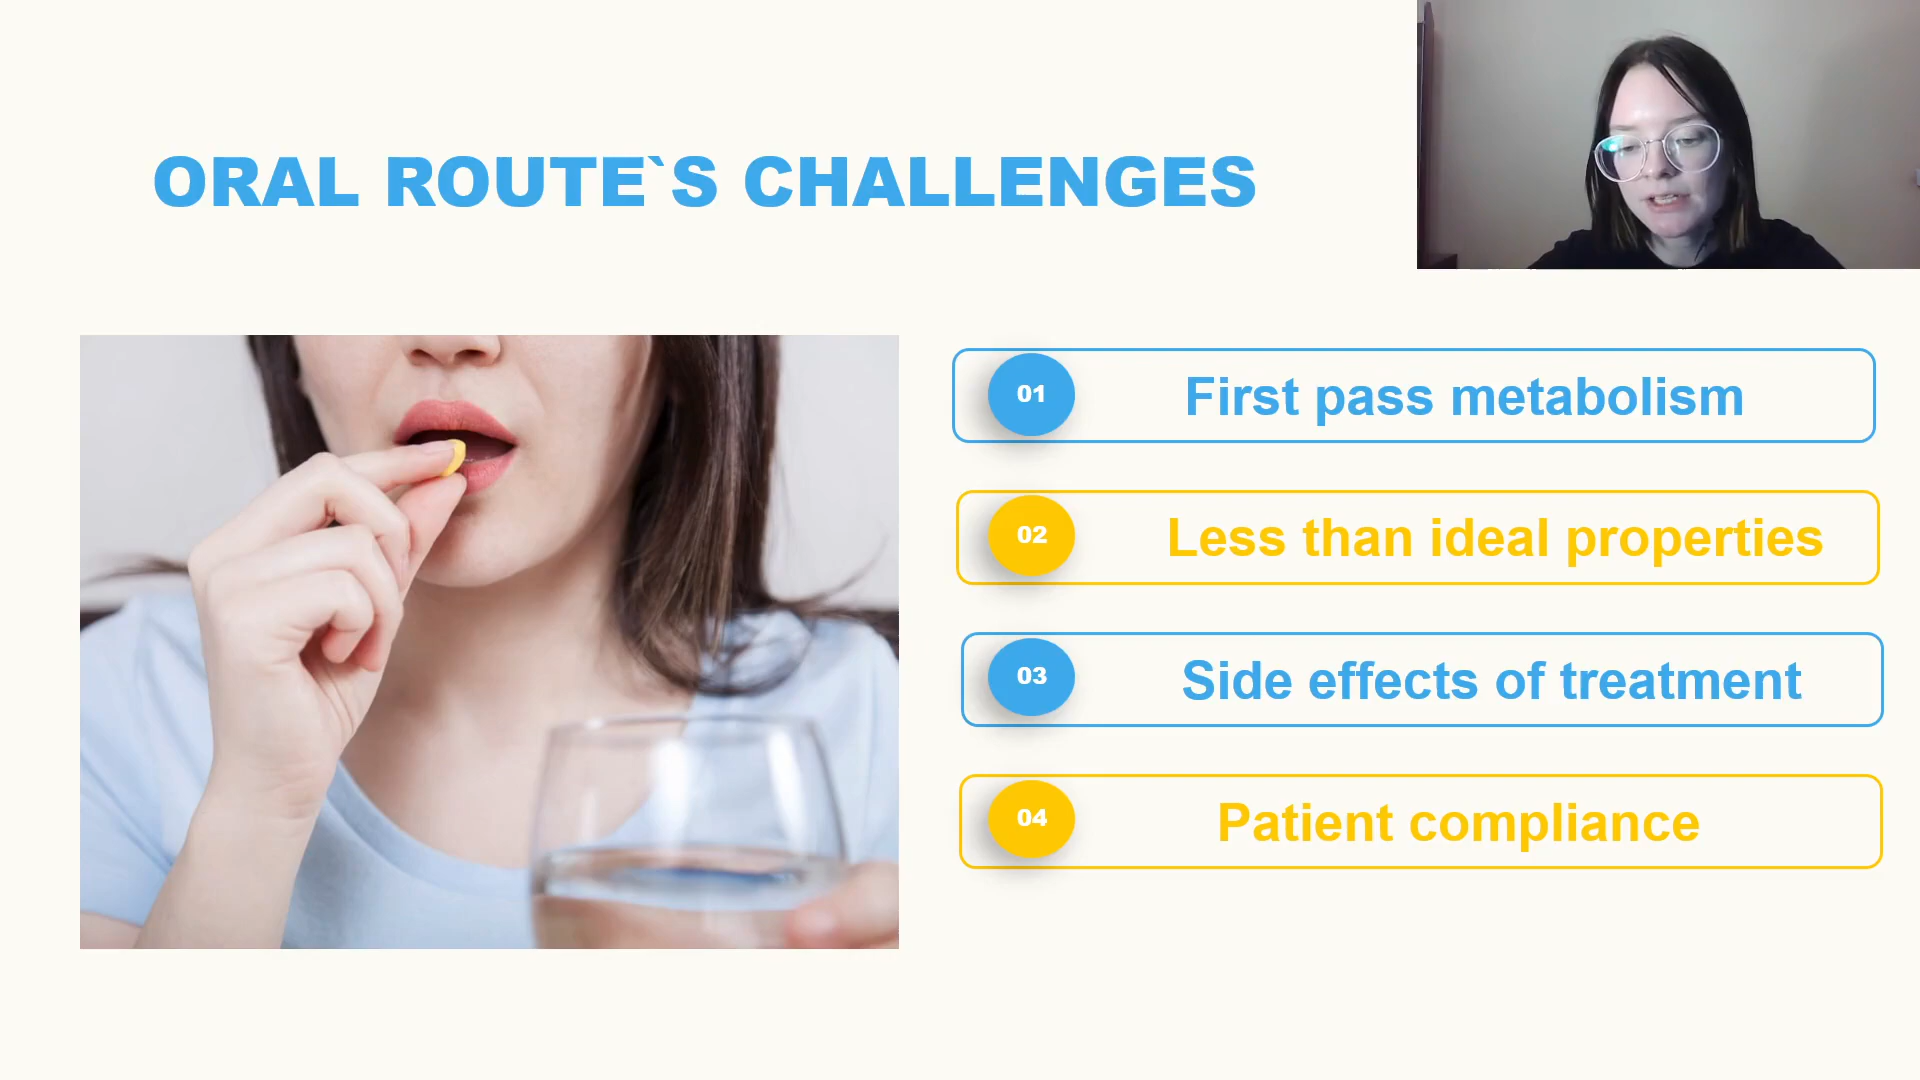 ORAL ROUTE`S CHALLENGES
01 First pass metabolism
02 Less than ideal properties
03 Side effects of treatment
04 Patient compliance